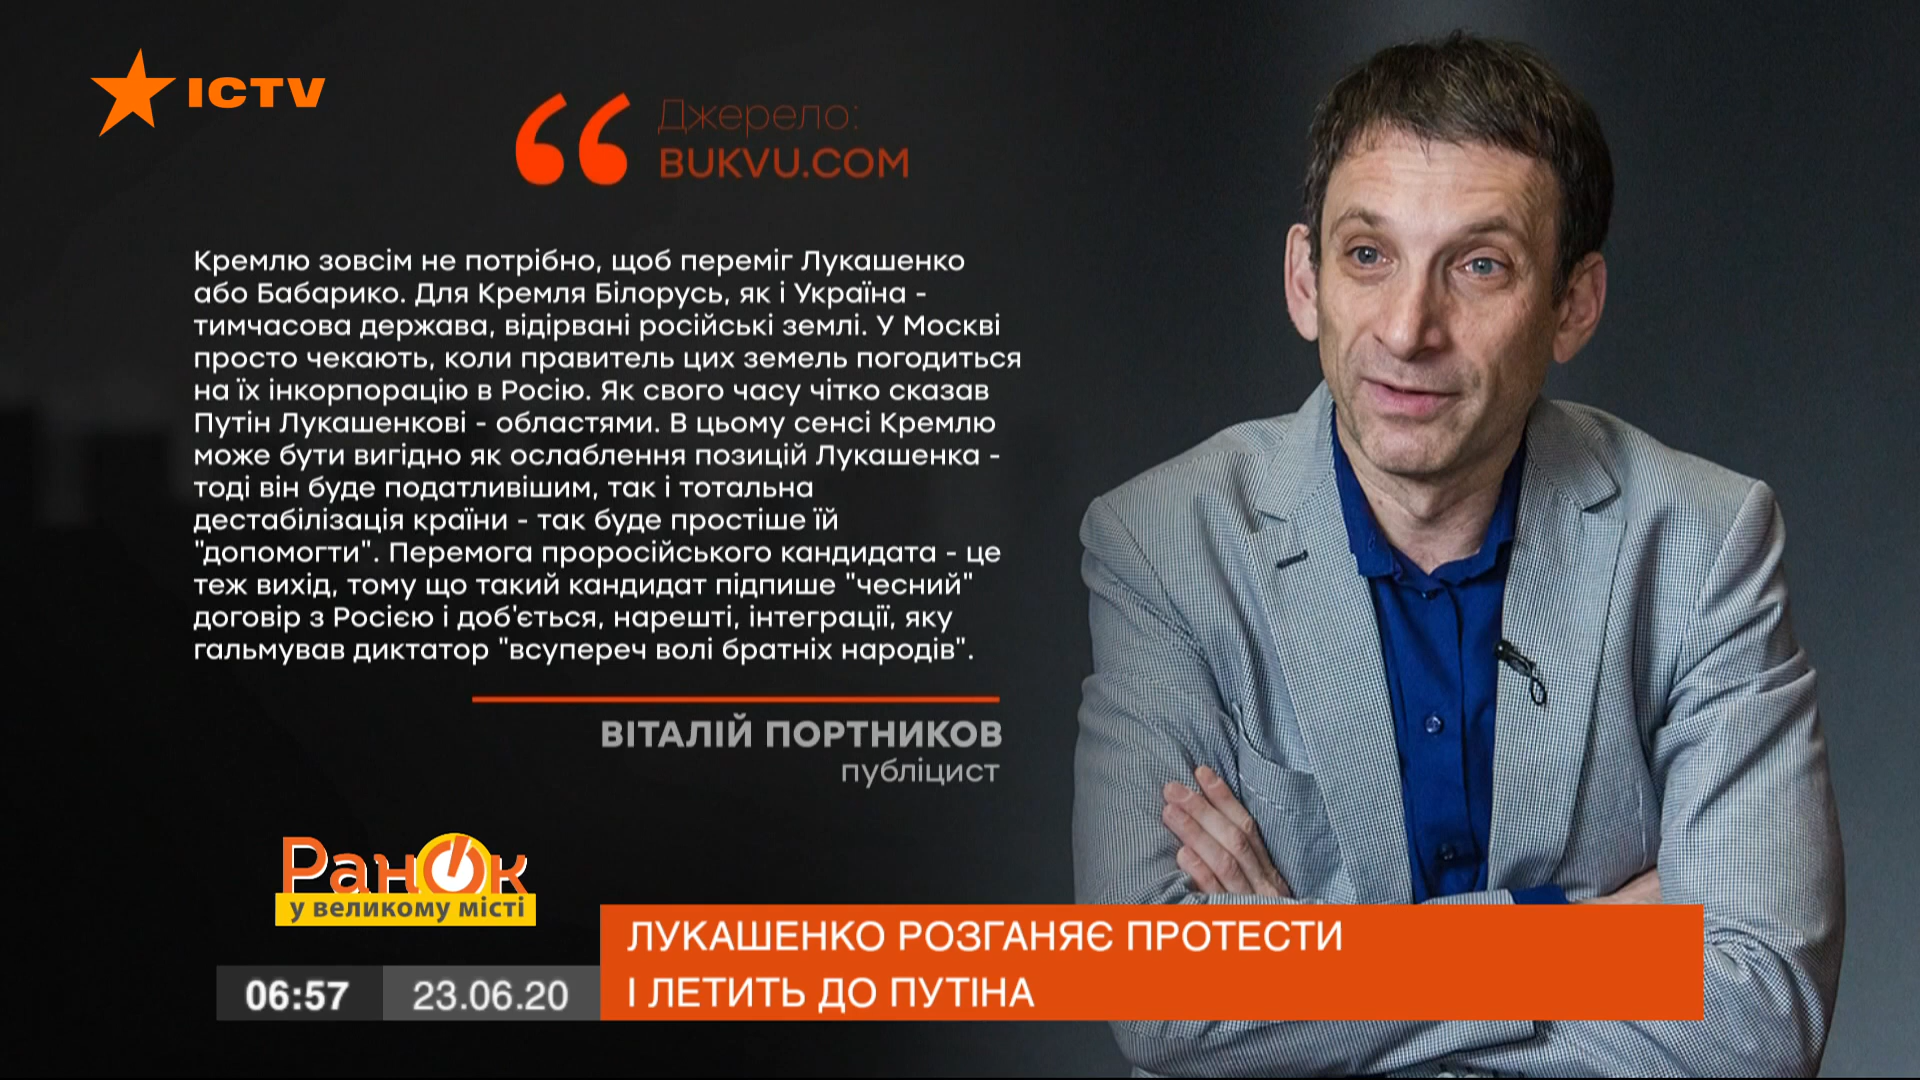 ICTV
Джерело:
BUKVU.COM
Кремлю зовсім не потрібно, щоб переміг Лукашенко
або Бабарико. Для Кремля Білорусь, як і Україна -
тимчасова держава, відірвані російські землі. У Москві
просто чекають, коли правитель цих земель погодиться
на їх інкорпорацію в Росію. Як свого часу чітко сказав
Путін Лукашенкові - областями. В цьому сенсі Кремлю
може бути вигідно як ослаблення позицій Лукашенка -
тоді він буде податливішим, так і тотальна
дестабілізація країни - так буде простіше їй
"допомогти". Перемога проросійського кандидата - це
теж вихід, тому що такий кандидат підпише "чесний"
договір з Росією і доб'ється, нарешті, інтеграції, яку
гальмував диктатор "всупереч волі братніх народів".
ВІТАЛІЙ ПОРТНИКОВ
публіцист
Ранок
у великому місті
ЛУКАШЕНКО РОЗГАНЯЄ ПРОТЕСТИ
І ЛЕТИТЬ ДО ПУТІНА
06:57 23.06.20